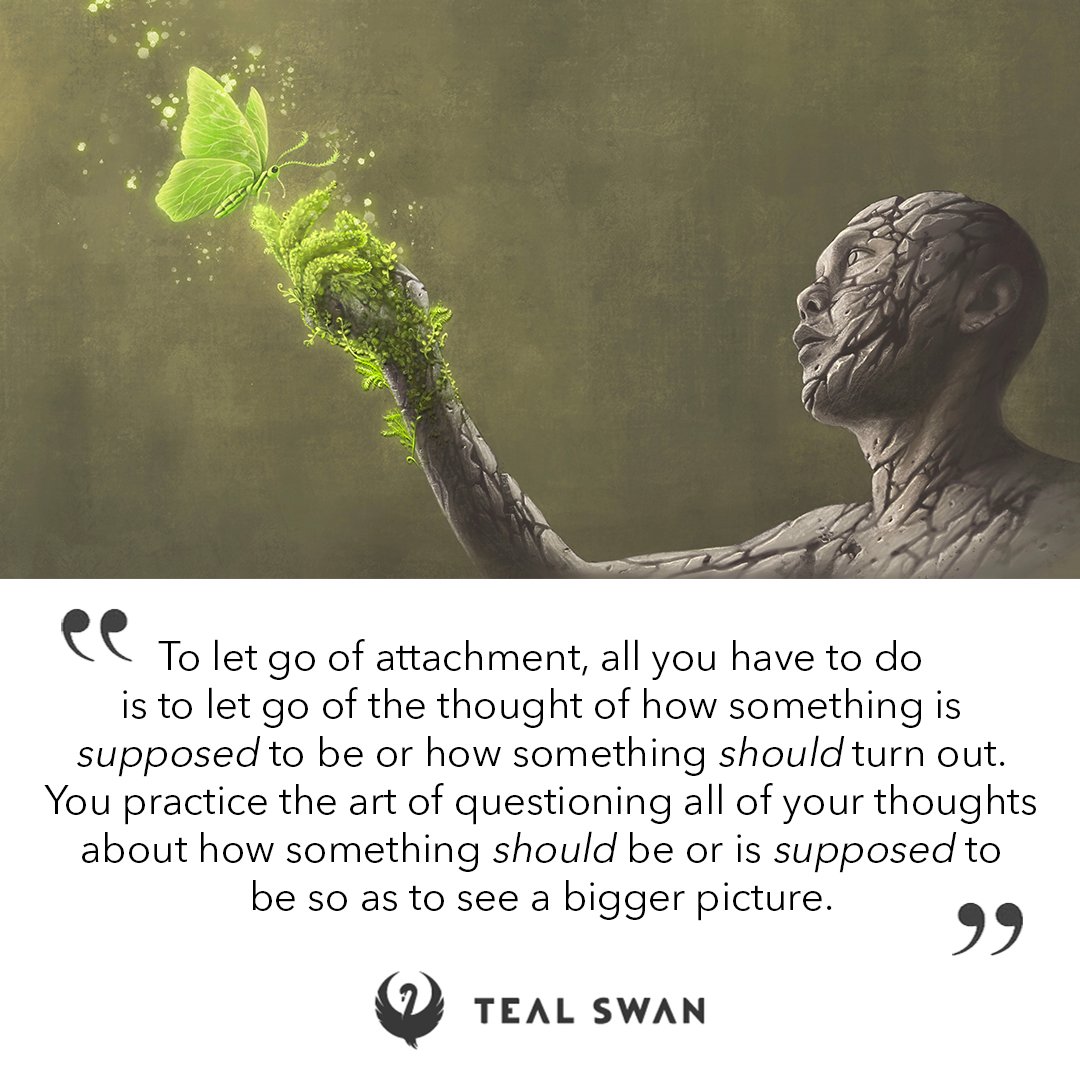 “ To let go of attachment, all you have to do
is to let go of the thought of how something is
supposed to be or how something should turn out.
You practice the art of questioning all of your thoughts
about how something should be or is supposed to
be so as to see a bigger picture. ”
TEAL SWAN